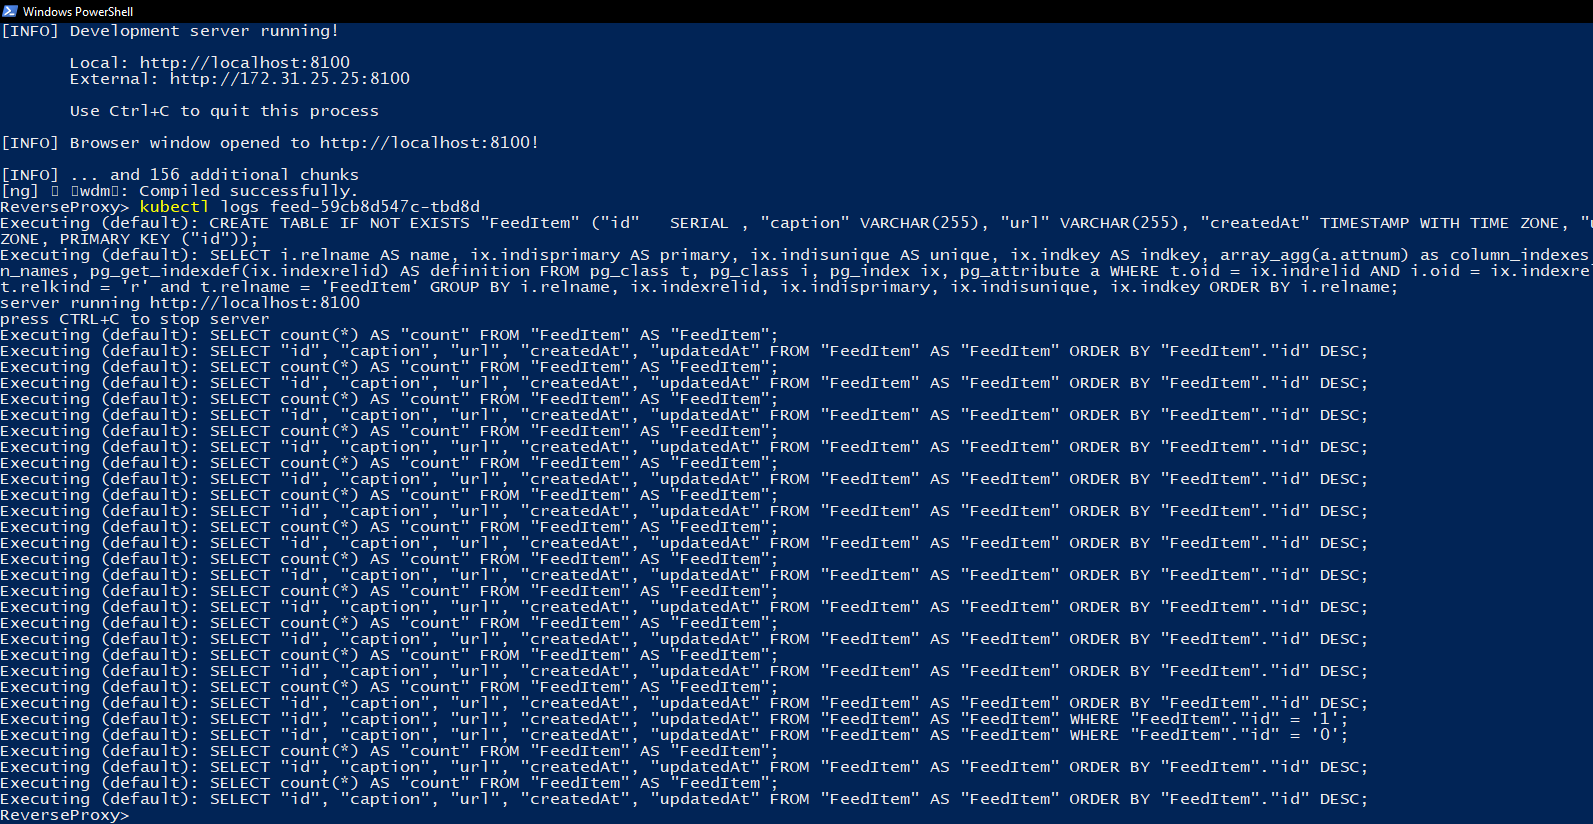 Windows PowerShell
[INFO] Development server running!
Local: http://localhost:8100
External: http://172.31.25.25:8100
Use Ctrl+C to quit this process
[INFO] Browser window opened to http://localhost:8100!
[INFO] ... and 156 additional chunks
[ng] ▯ ▯wdm▯: Compiled successfully.
ReverseProxy> kubectl logs feed-59cb8d547c-tbd8d
Executing (default): CREATE TABLE IF NOT EXISTS "FeedItem" ("id"   SERIAL , "caption" VARCHAR(255), "url" VARCHAR(255), "createdAt" TIMESTAMP WITH TIME ZONE, "u
ZONE, PRIMARY KEY ("id"));
Executing (default): SELECT i.relname AS name, ix.indisprimary AS primary, ix.indisunique AS unique, ix.indkey AS indkey, array_agg(a.attnum) as column_indexes
n_names, pg_get_indexdef(ix.indexrelid) AS definition FROM pg_class t, pg_class i, pg_index ix, pg_attribute a WHERE t.oid = ix.indrelid AND i.oid = ix.indexre
t.relkind = 'r' and t.relname = 'FeedItem' GROUP BY i.relname, ix.indexrelid, ix.indisprimary, ix.indisunique, ix.indkey ORDER BY i.relname;
server running http://localhost:8100
press CTRL+C to stop server
Executing (default): SELECT count(*) AS "count" FROM "FeedItem" AS "FeedItem";
Executing (default): SELECT "id", "caption", "url", "createdAt", "updatedAt" FROM "FeedItem" AS "FeedItem" ORDER BY "FeedItem"."id" DESC;
Executing (default): SELECT count(*) AS "count" FROM "FeedItem" AS "FeedItem";
Executing (default): SELECT "id", "caption", "url", "createdAt", "updatedAt" FROM "FeedItem" AS "FeedItem" ORDER BY "FeedItem"."id" DESC;
Executing (default): SELECT count(*) AS "count" FROM "FeedItem" AS "FeedItem";
Executing (default): SELECT "id", "caption", "url", "createdAt", "updatedAt" FROM "FeedItem" AS "FeedItem" ORDER BY "FeedItem"."id" DESC;
Executing (default): SELECT count(*) AS "count" FROM "FeedItem" AS "FeedItem";
Executing (default): SELECT "id", "caption", "url", "createdAt", "updatedAt" FROM "FeedItem" AS "FeedItem" ORDER BY "FeedItem"."id" DESC;
Executing (default): SELECT count(*) AS "count" FROM "FeedItem" AS "FeedItem";
Executing (default): SELECT "id", "caption", "url", "createdAt", "updatedAt" FROM "FeedItem" AS "FeedItem" ORDER BY "FeedItem"."id" DESC;
Executing (default): SELECT count(*) AS "count" FROM "FeedItem" AS "FeedItem";
Executing (default): SELECT "id", "caption", "url", "createdAt", "updatedAt" FROM "FeedItem" AS "FeedItem" ORDER BY "FeedItem"."id" DESC;
Executing (default): SELECT count(*) AS "count" FROM "FeedItem" AS "FeedItem";
Executing (default): SELECT "id", "caption", "url", "createdAt", "updatedAt" FROM "FeedItem" AS "FeedItem" ORDER BY "FeedItem"."id" DESC;
Executing (default): SELECT count(*) AS "count" FROM "FeedItem" AS "FeedItem";
Executing (default): SELECT "id", "caption", "url", "createdAt", "updatedAt" FROM "FeedItem" AS "FeedItem" ORDER BY "FeedItem"."id" DESC;
Executing (default): SELECT count(*) AS "count" FROM "FeedItem" AS "FeedItem";
Executing (default): SELECT "id", "caption", "url", "createdAt", "updatedAt" FROM "FeedItem" AS "FeedItem" ORDER BY "FeedItem"."id" DESC;
Executing (default): SELECT count(*) AS "count" FROM "FeedItem" AS "FeedItem";
Executing (default): SELECT "id", "caption", "url", "createdAt", "updatedAt" FROM "FeedItem" AS "FeedItem" ORDER BY "FeedItem"."id" DESC;
Executing (default): SELECT count(*) AS "count" FROM "FeedItem" AS "FeedItem";
Executing (default): SELECT "id", "caption", "url", "createdAt", "updatedAt" FROM "FeedItem" AS "FeedItem" ORDER BY "FeedItem"."id" DESC;
Executing (default): SELECT count(*) AS "count" FROM "FeedItem" AS "FeedItem";
Executing (default): SELECT "id", "caption", "url", "createdAt", "updatedAt" FROM "FeedItem" AS "FeedItem" ORDER BY "FeedItem"."id" DESC;
Executing (default): SELECT "id", "caption", "url", "createdAt", "updatedAt" FROM "FeedItem" AS "FeedItem" WHERE "FeedItem"."id" = '1';
Executing (default): SELECT "id", "caption", "url", "createdAt", "updatedAt" FROM "FeedItem" AS "FeedItem" WHERE "FeedItem"."id" = '0';
Executing (default): SELECT count(*) AS "count" FROM "FeedItem" AS "FeedItem";
Executing (default): SELECT "id", "caption", "url", "createdAt", "updatedAt" FROM "FeedItem" AS "FeedItem" ORDER BY "FeedItem"."id" DESC;
Executing (default): SELECT count(*) AS "count" FROM "FeedItem" AS "FeedItem";
Executing (default): SELECT "id", "caption", "url", "createdAt", "updatedAt" FROM "FeedItem" AS "FeedItem" ORDER BY "FeedItem"."id" DESC;
ReverseProxy>